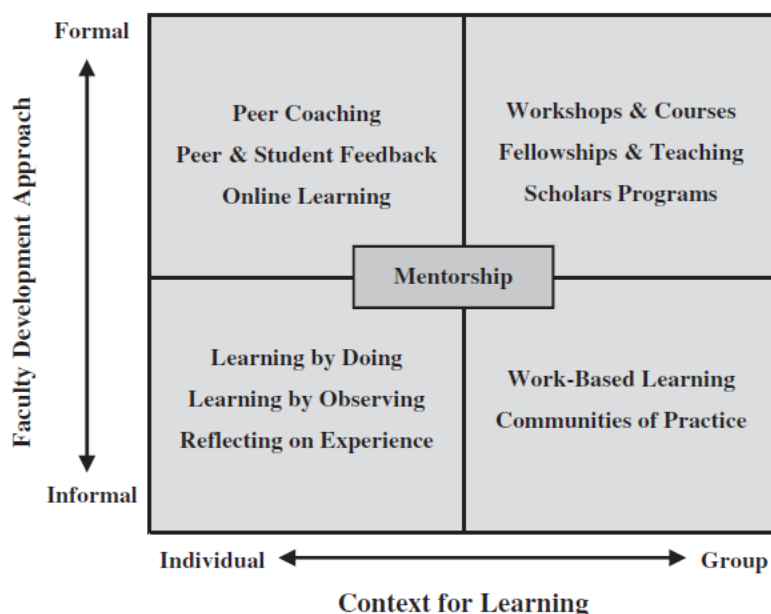 Formal
Faculty Development Approach
Informal
Peer Coaching
Peer & Student Feedback
Online Learning
Workshops & Courses
Fellowships & Teaching
Scholars Programs
Mentorship
Learning by Doing
Learning by Observing
Reflecting on Experience
Work-Based Learning
Communities of Practice
Individual
Group
Context for Learning